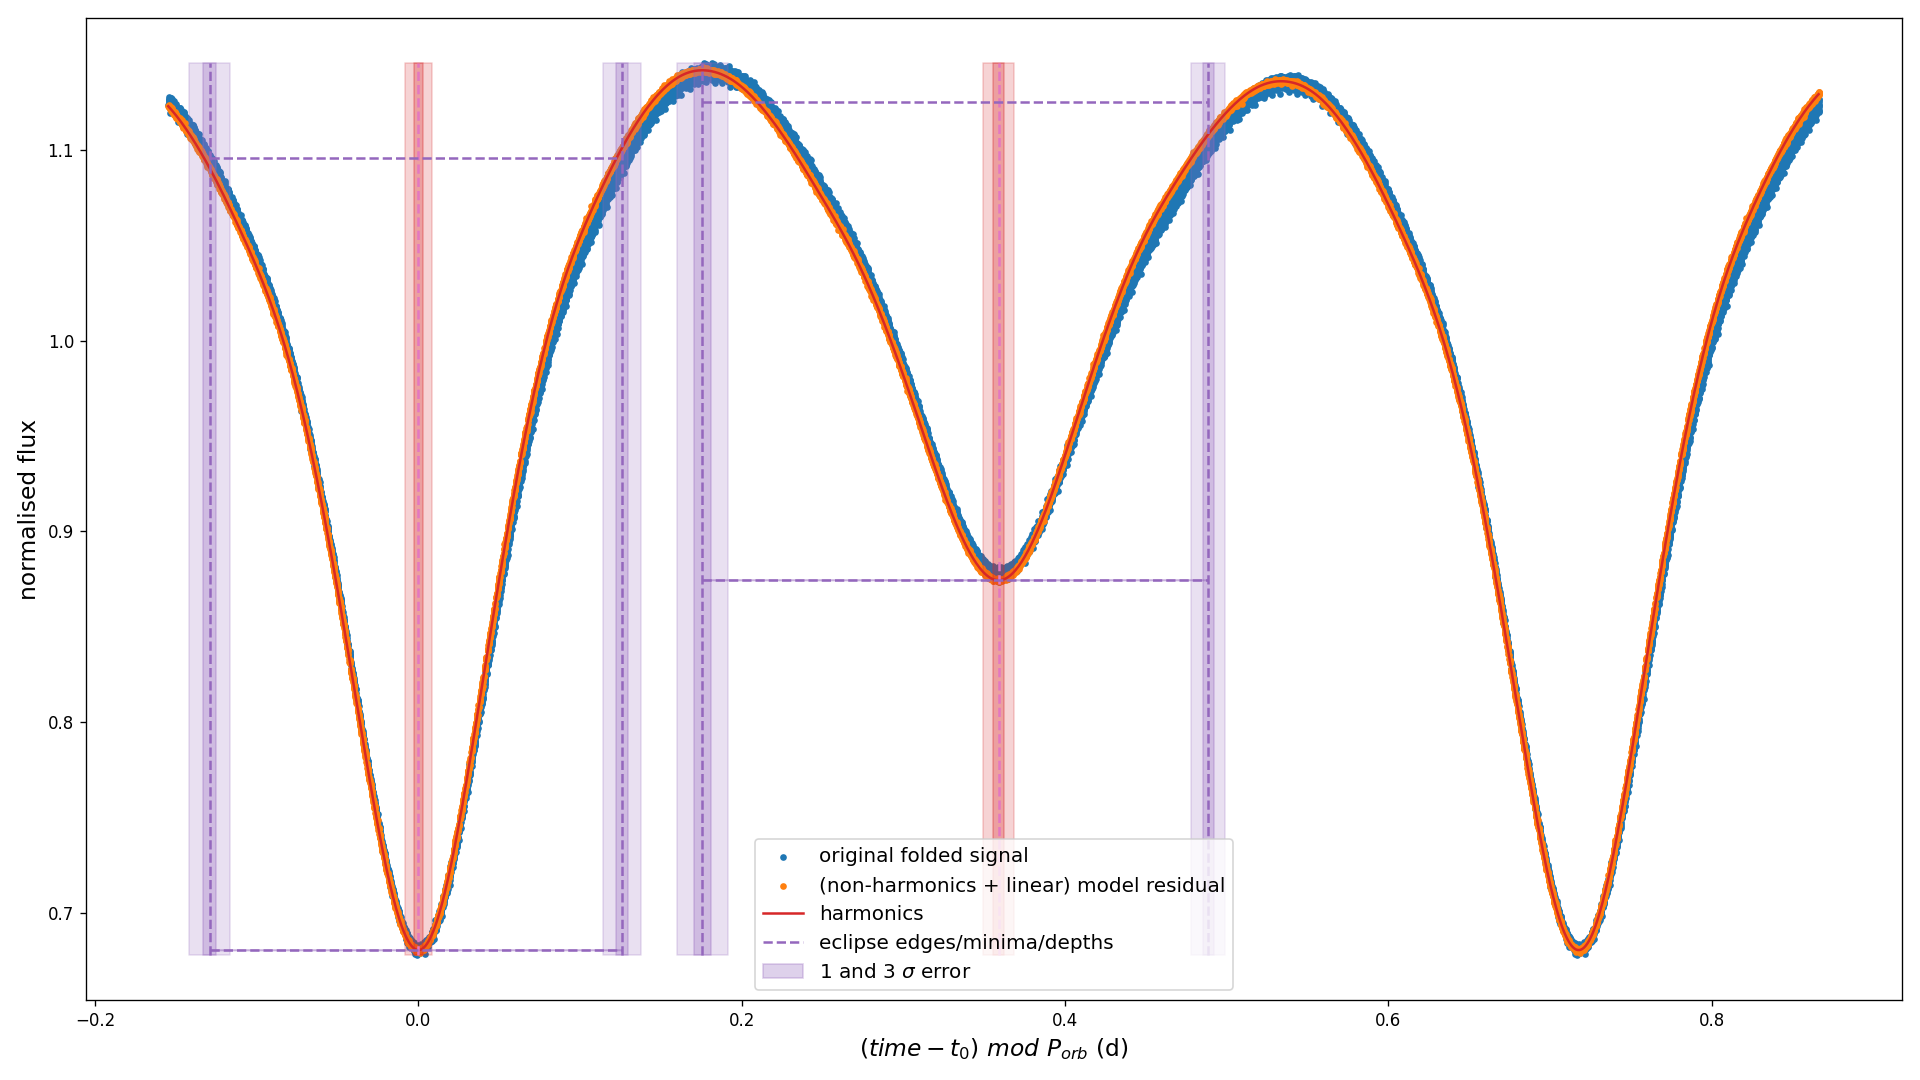 normalised flux
1.1
1.0
0.9
0.8
0.7
−0.2
0.0
0.2
0.4
0.6
0.8
(time − t₀) mod P_orb (d)
original folded signal
(non-harmonics + linear) model residual
harmonics
eclipse edges/minima/depths
1 and 3 σ error